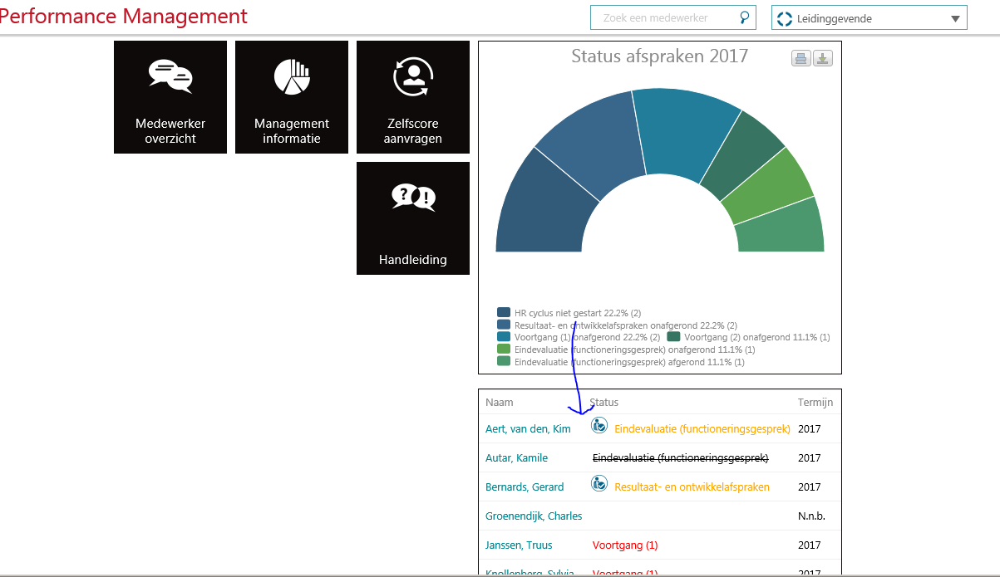 Performance Management
Zoek een medewerker
Leidinggevende
Medewerker
overzicht
Management
informatie
Zelfscore
aanvragen
? !
Handleiding
Status afspraken 2017
HR cyclus niet gestart 22.2% (2)
Resultaat- en ontwikkelafspraken onafgerond 22.2% (2)
Voortgang (1) onafgerond 22.2% (2) Voortgang (2) onafgerond 11.1% (1)
Eindevaluatie (functioneringsgesprek) onafgerond 11.1% (1)
Eindevaluatie (functioneringsgesprek) afgerond 11.1% (1)
Naam Status Termijn
Aert, van den, Kim Eindevaluatie (functioneringsgesprek) 2017
Autar, Kamile Eindevaluatie (functioneringsgesprek) 2017
Bernards, Gerard Resultaat- en ontwikkelafspraken 2017
Groenendijk, Charles N.n.b.
Janssen, Truus Voortgang (1) 2017
Knollenberg, Sylvia Voortgang (1) 2017